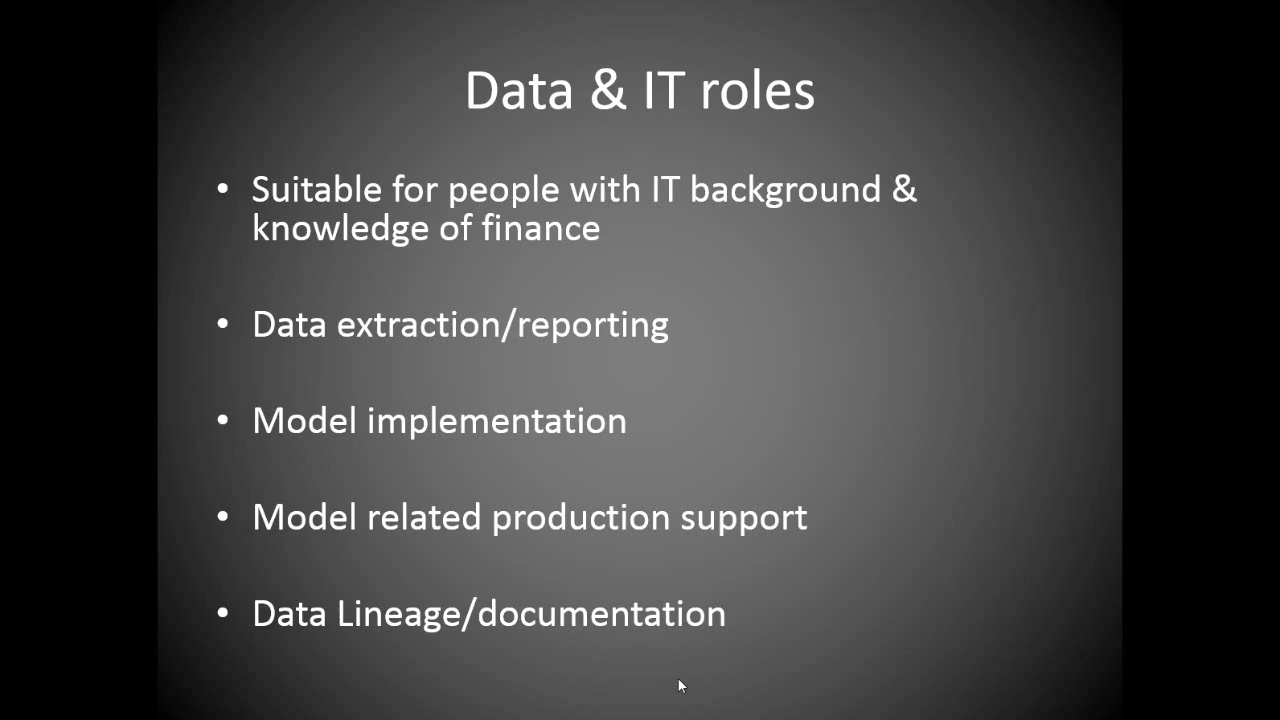 Data & IT roles
• Suitable for people with IT background &
knowledge of finance
• Data extraction/reporting
• Model implementation
• Model related production support
• Data Lineage/documentation